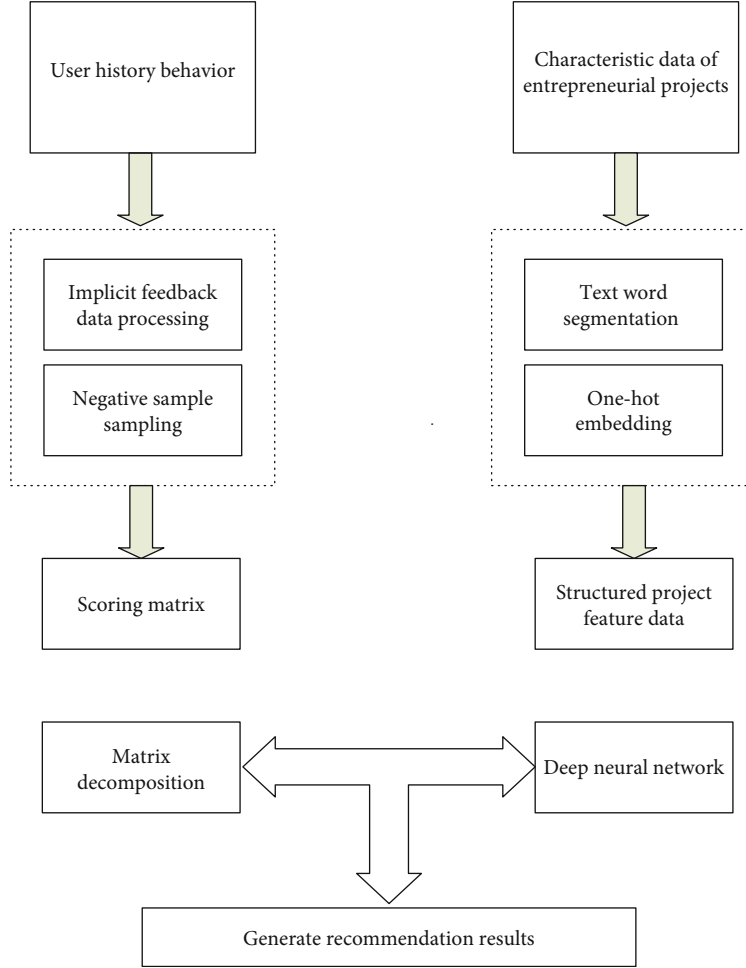 User history behavior
Characteristic data of
entrepreneurial projects
Implicit feedback
data processing
Text word
segmentation
Negative sample
sampling
One-hot
embedding
Scoring matrix
Structured project
feature data
Matrix
decomposition
Deep neural network
Generate recommendation results